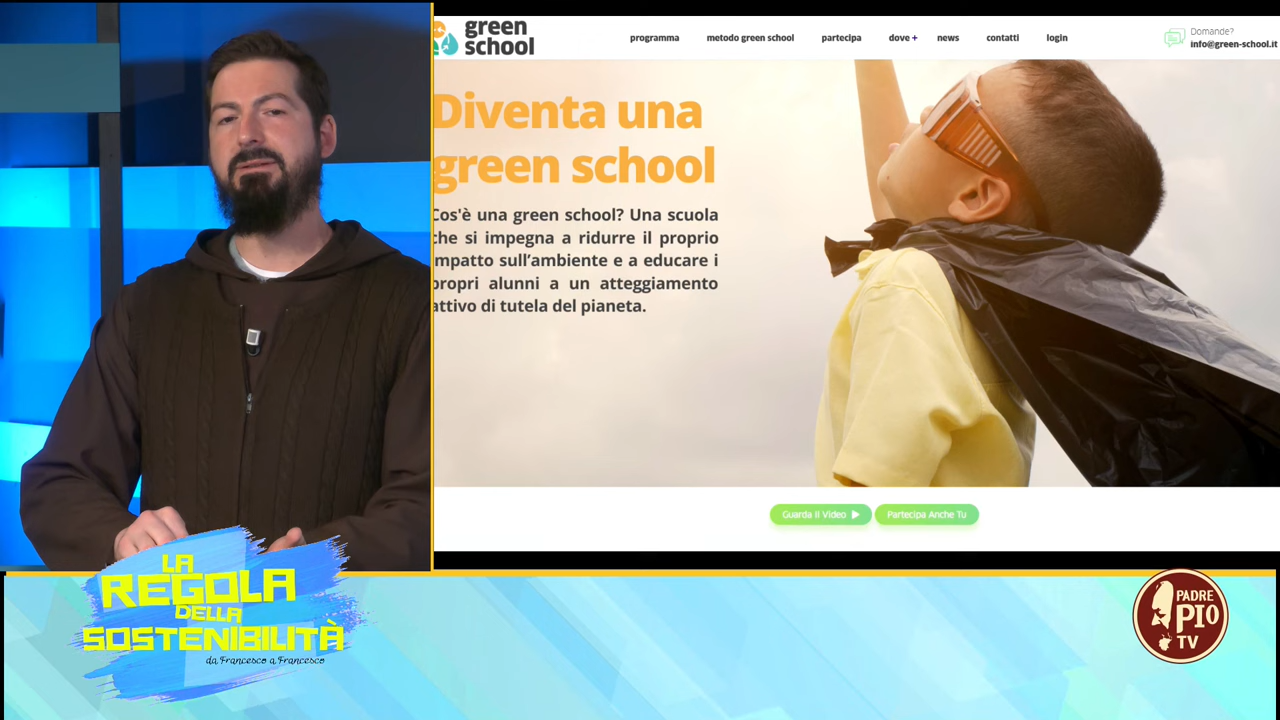 green
school
programma
metodo green school
partecipa
dove +
news
contatti
login
Domande?
info@green-school.it
Diventa una
green school
Cos'è una green school? Una scuola
che si impegna a ridurre il proprio
impatto sull'ambiente e a educare i
propri alunni a un atteggiamento
attivo di tutela del pianeta.
Guarda Il Video
Partecipa Anche Tu
LA
REGOLA
DELLA
SOSTENIBILITÀ
da Francesco a Francesco
PADRE
PIO
TV